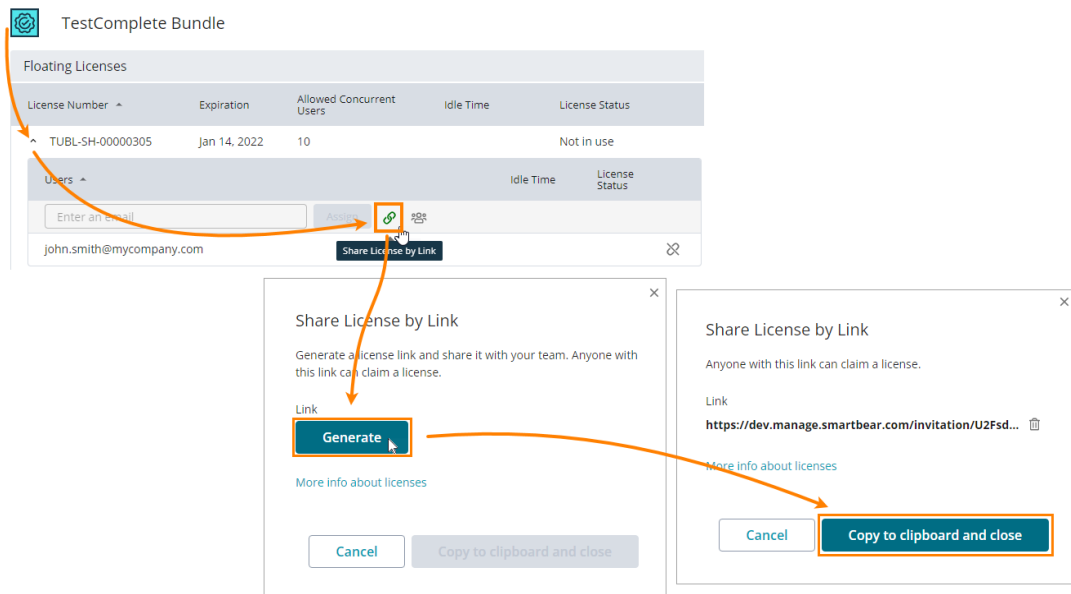 TestComplete Bundle
Floating Licenses
License Number Expiration Allowed Concurrent Users Idle Time License Status
TUBL-SH-00000305 Jan 14, 2022 10 Not in use
Users Idle Time License Status
Enter an email Assign
john.smith@mycompany.com
Share License by Link
Share License by Link
Generate a license link and share it with your team. Anyone with
this link can claim a license.
Link
Generate
More info about licenses
Cancel Copy to clipboard and close
Share License by Link
Anyone with this link can claim a license.
Link
https://dev.manage.smartbear.com/invitation/U2Fsd...
More info about licenses
Cancel Copy to clipboard and close